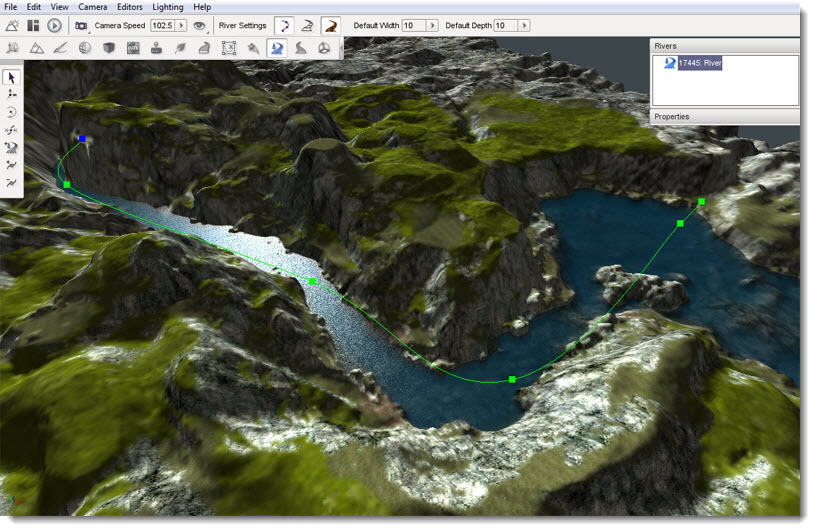 File Edit View Camera Editors Lighting Help
Camera Speed 102.5 River Settings Default Width 10 Default Depth 10
Rivers
17445: River
Properties